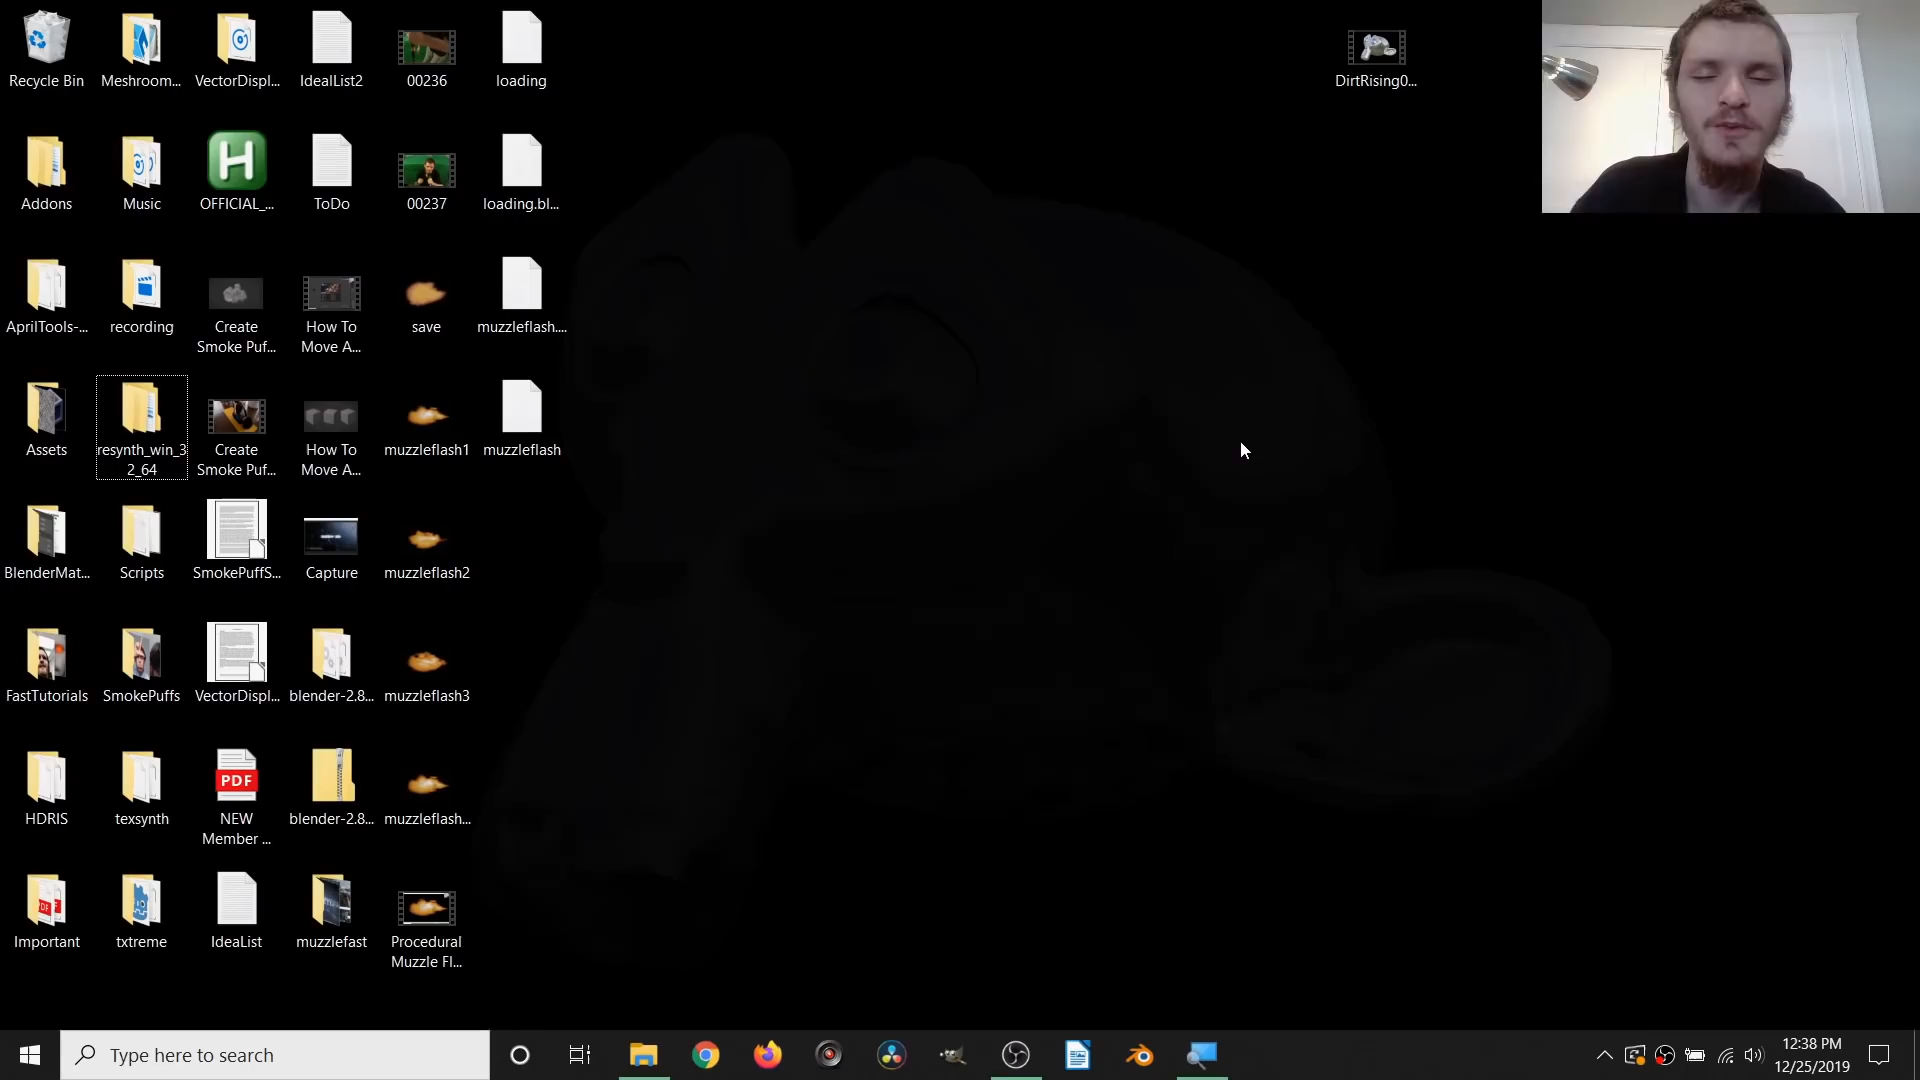 Recycle Bin
Meshroom...
VectorDispl...
IdealList2
00236
loading
DirtRising0...
Addons
Music
OFFICIAL_...
ToDo
00237
loading.bl...
AprilTools-...
recording
Create
Smoke Puf...
How To
Move A...
save
muzzleflash....
Assets
resynth_win_3
2_64
Create
Smoke Puf...
How To
Move A...
muzzleflash1
muzzleflash
BlenderMat...
Scripts
SmokePuffS...
Capture
muzzleflash2
FastTutorials
SmokePuffs
VectorDispl...
blender-2.8...
muzzleflash3
HDRIS
texsynth
PDF
NEW
Member ...
blender-2.8...
muzzleflash...
Important
txtreme
IdeaList
muzzlefast
Procedural
Muzzle Fl...
Type here to search
12:38 PM
12/25/2019